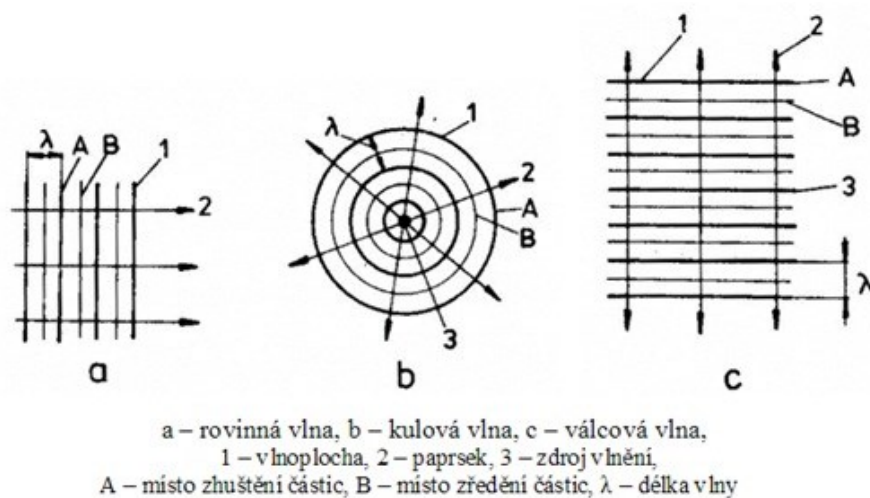 1
2
A
B
3
λ
c
λ
1
2
A
B
3
b
λ
A
B
1
2
a
a – rovinná vlna, b – kulová vlna, c – válcová vlna,
1 – vlnoplocha, 2 – paprsek, 3 – zdroj vlnění,
A – místo zhuštění částic, B – místo zředění částic, λ – délka vlny